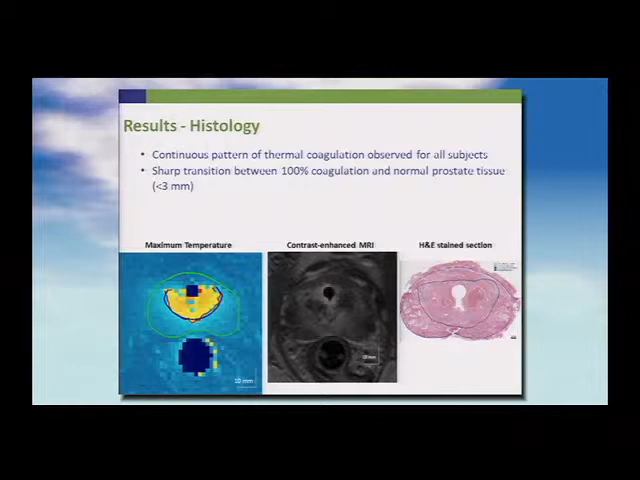 Results - Histology
• Continuous pattern of thermal coagulation observed for all subjects
• Sharp transition between 100% coagulation and normal prostate tissue
(<3 mm)
Maximum Temperature
Contrast-enhanced MRI
H&E stained section
10 mm